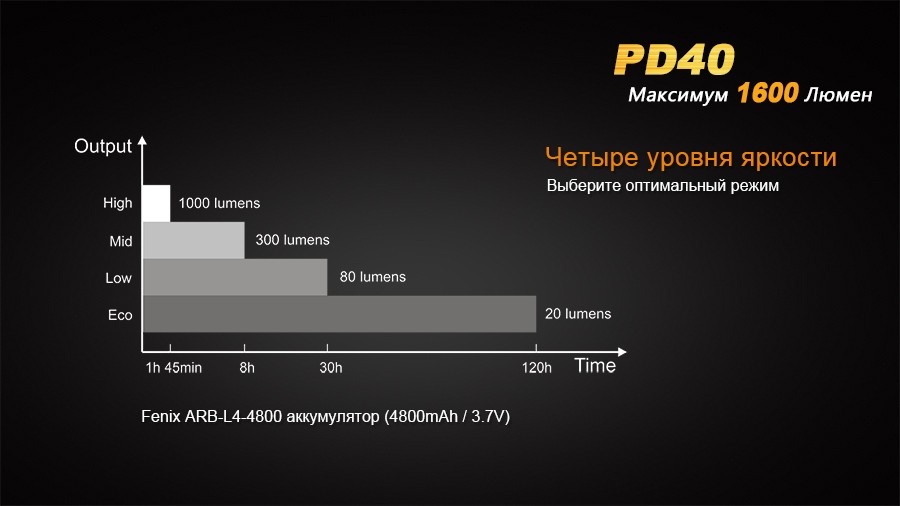 PD40
Максимум 1600 Люмен
Четыре уровня яркости
Выберите оптимальный режим
Output
High 1000 lumens
Mid 300 lumens
Low 80 lumens
Eco 20 lumens
1h 45min 8h 30h 120h Time
Fenix ARB-L4-4800 аккумулятор (4800mAh / 3.7V)